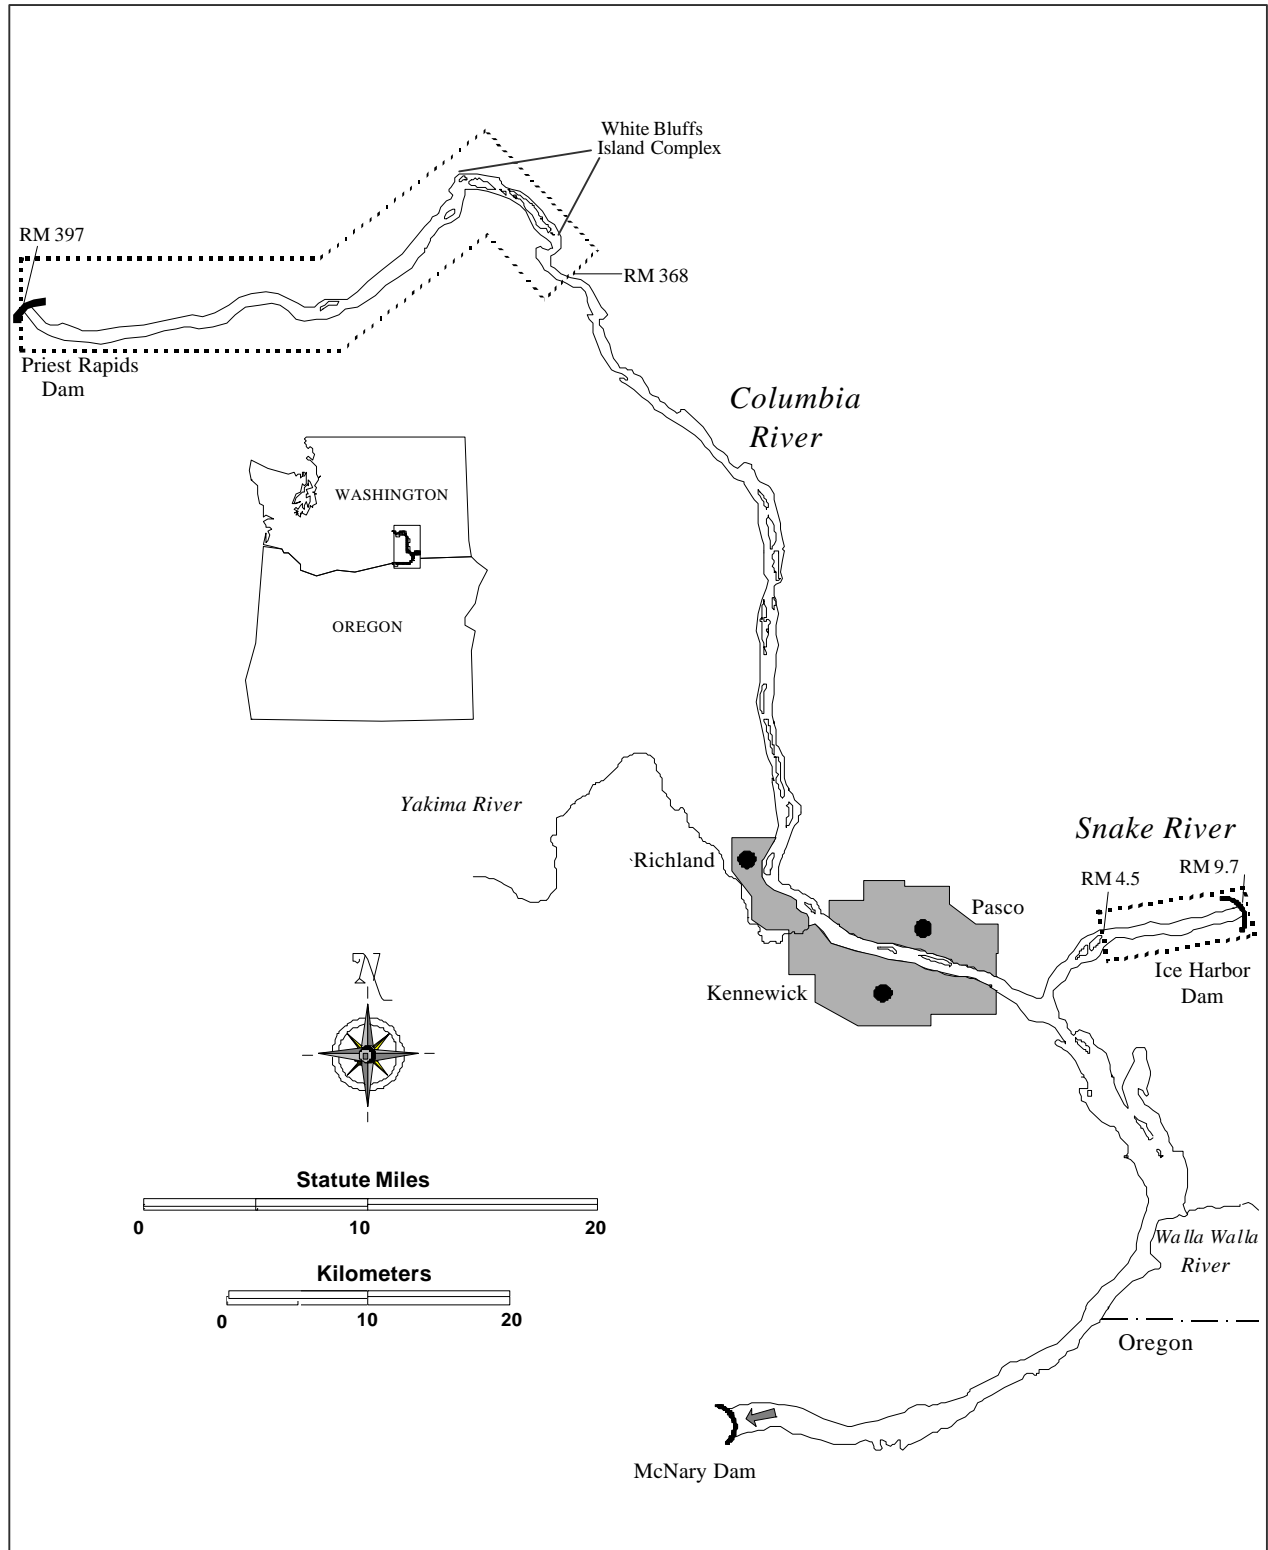 White Bluffs
Island Complex
RM 397
RM 368
Priest Rapids
Dam
Columbia
River
WASHINGTON
OREGON
Yakima River
Snake River
Richland
RM 4.5
RM 9.7
Pasco
Ice Harbor
Dam
Kennewick
N
Statute Miles
0
10
20
Walla Walla
River
Kilometers
0
10
20
Oregon
McNary Dam